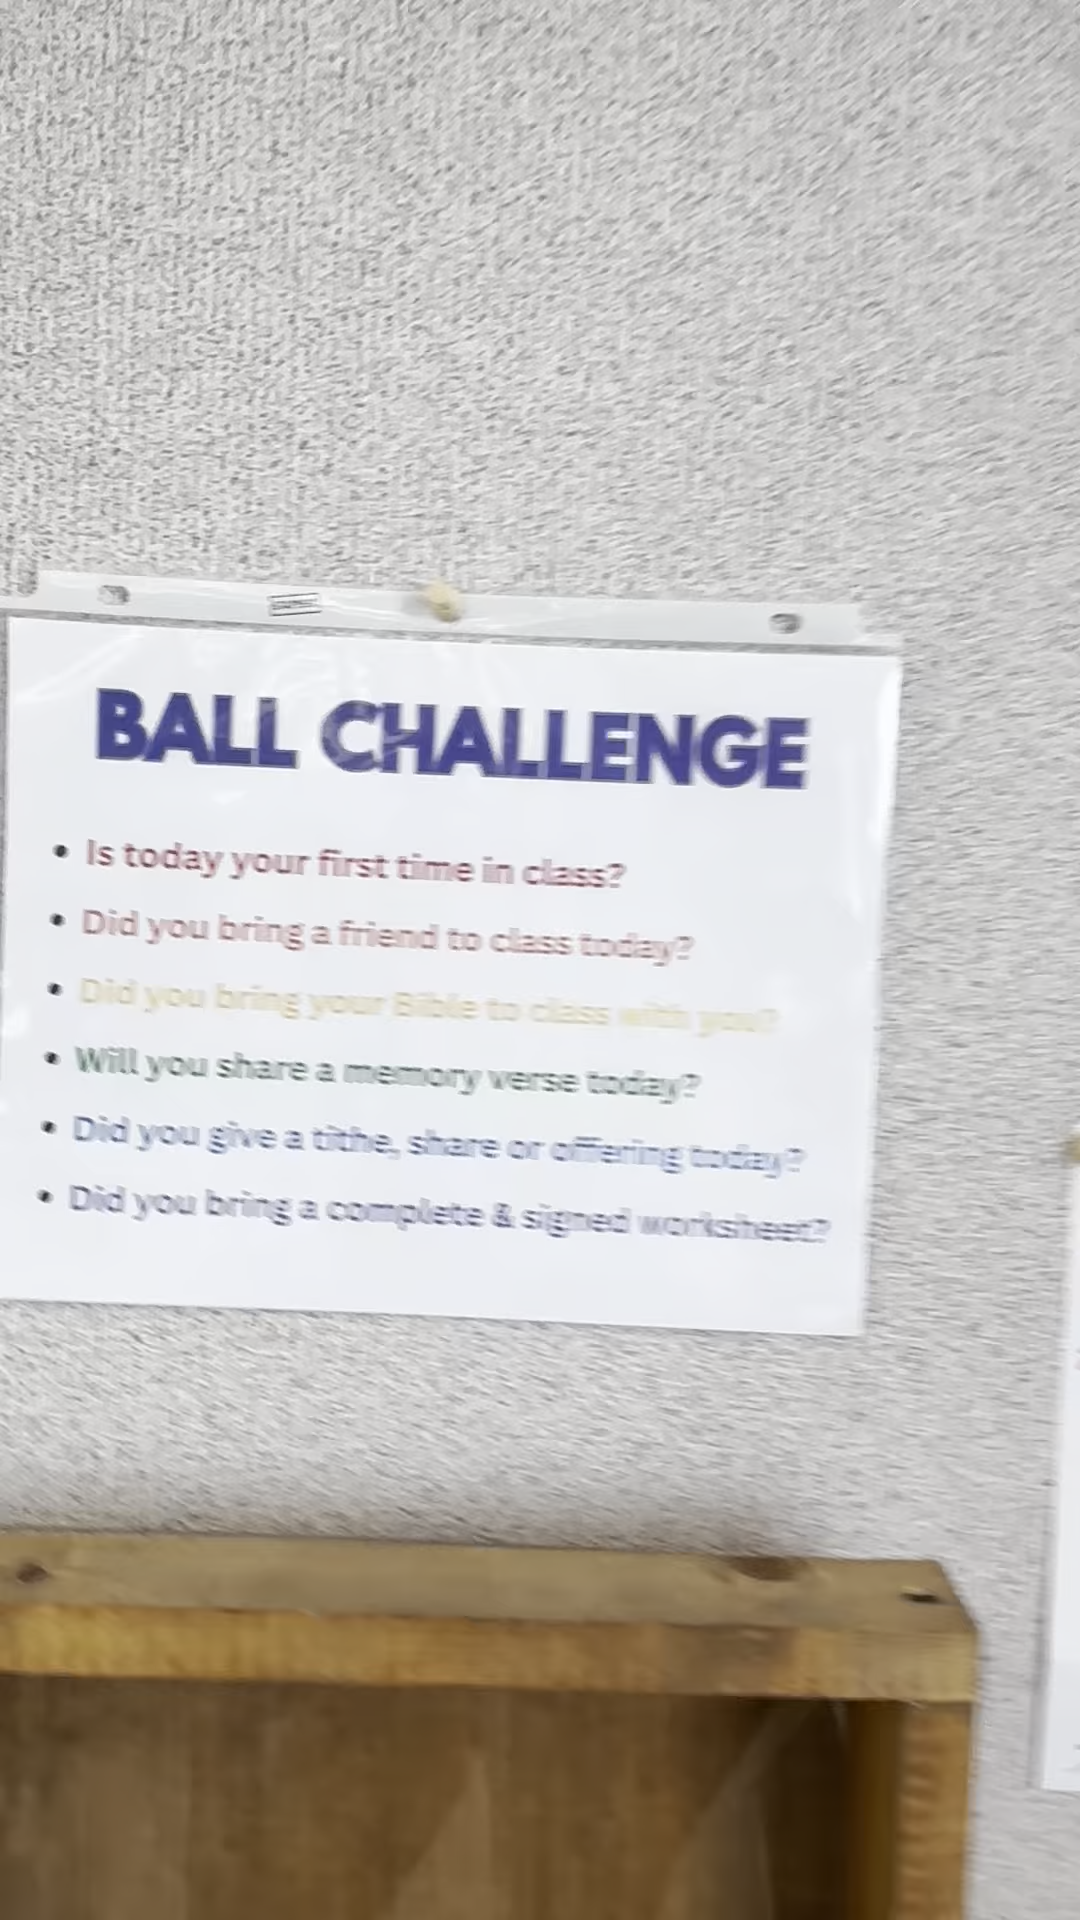 BALL CHALLENGE
• Is today your first time in class?
• Did you bring a friend to class today?
• Did you bring your Bible to class with you?
• Will you share a memory verse today?
• Did you give a tithe, share or offering today?
• Did you bring a complete & signed worksheet?